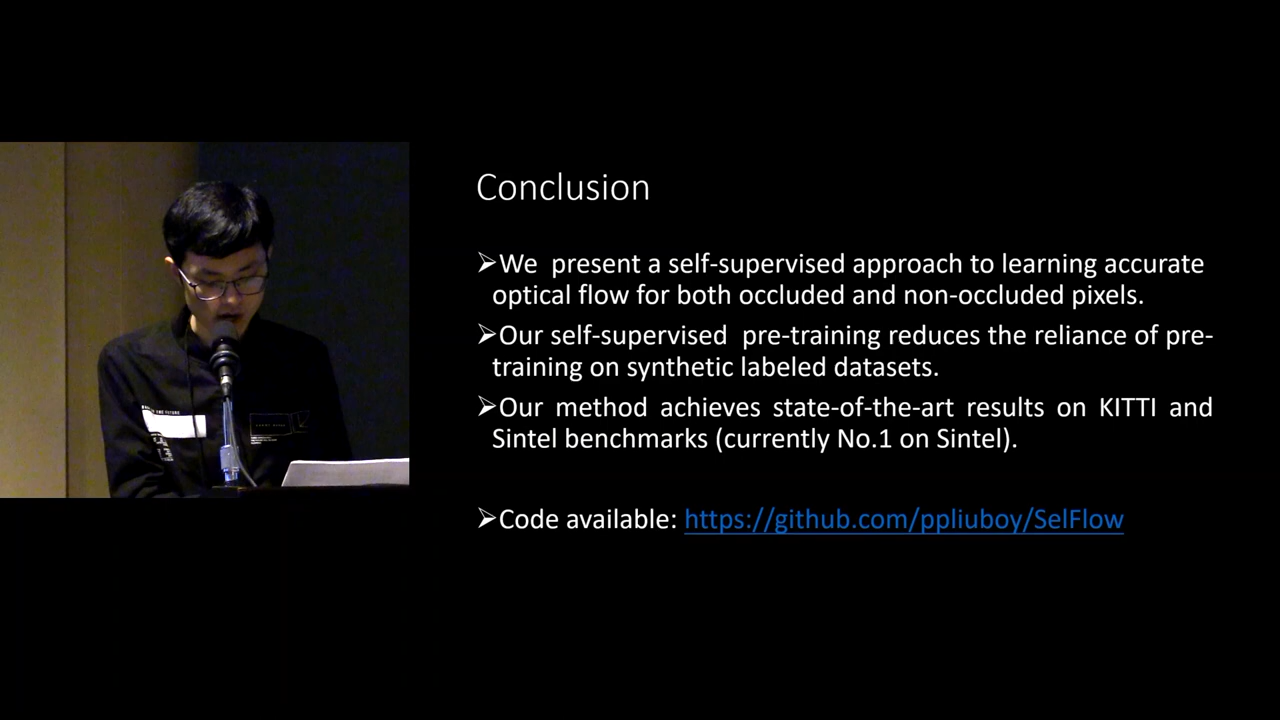 Conclusion
➢We present a self-supervised approach to learning accurate
optical flow for both occluded and non-occluded pixels.
➢Our self-supervised pre-training reduces the reliance of pre-
training on synthetic labeled datasets.
➢Our method achieves state-of-the-art results on KITTI and
Sintel benchmarks (currently No.1 on Sintel).
➢Code available: https://github.com/ppliuboy/SelFlow